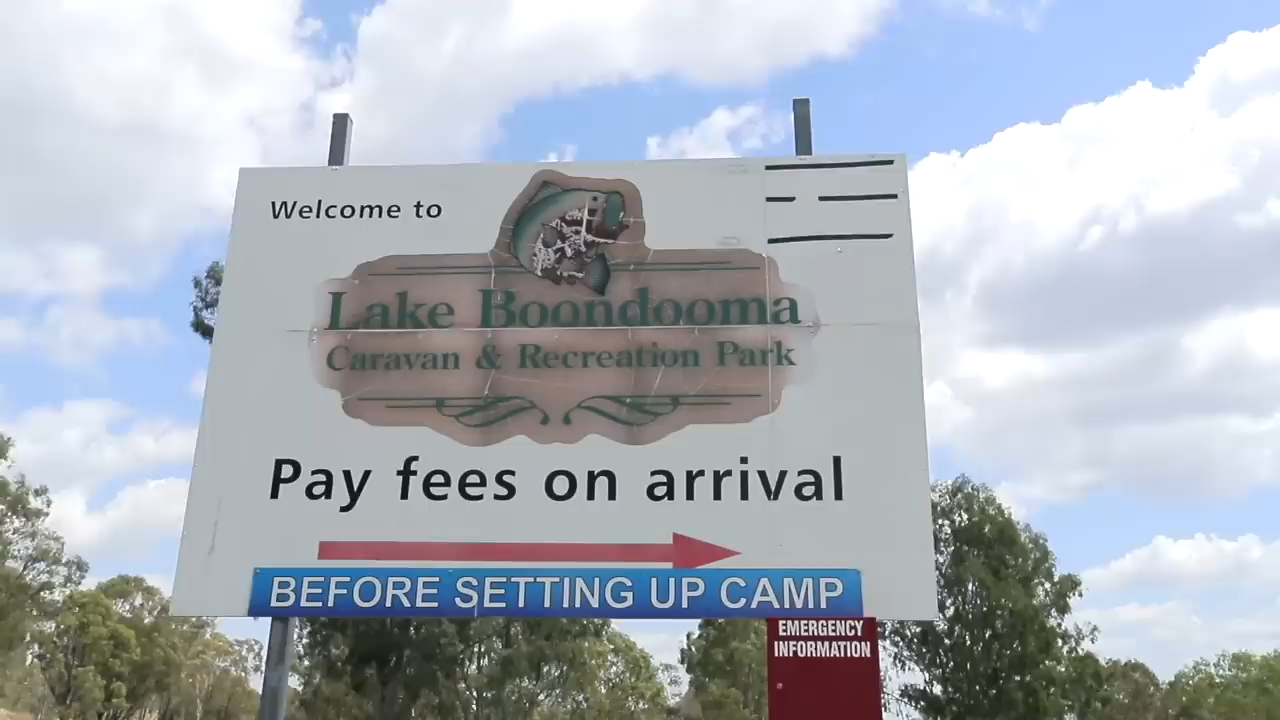 Welcome to
Lake Boondooma
Caravan & Recreation Park
Pay fees on arrival
BEFORE SETTING UP CAMP
EMERGENCY
INFORMATION